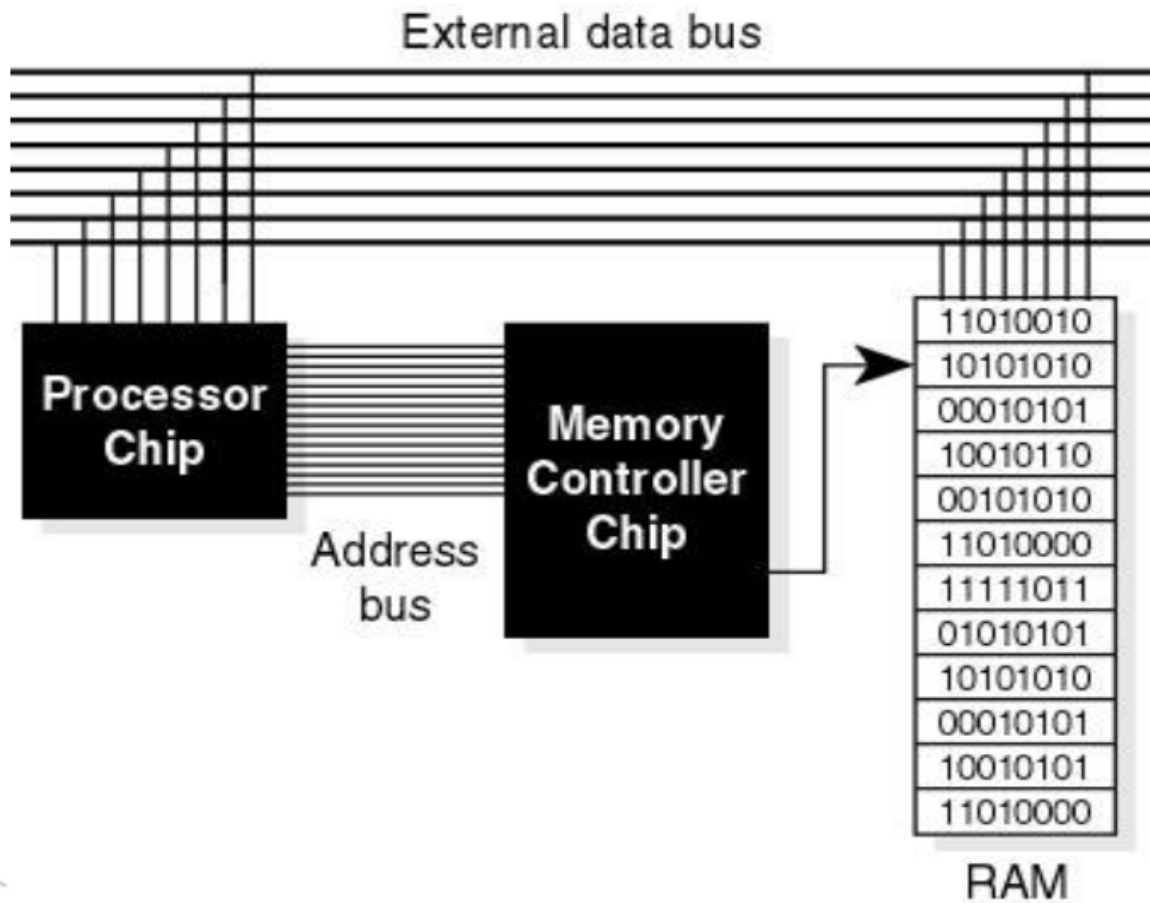 External data bus
Processor
Chip
Address
bus
Memory
Controller
Chip
11010010
10101010
00010101
10010110
00101010
11010000
11111011
01010101
10101010
00010101
10010101
11010000
RAM